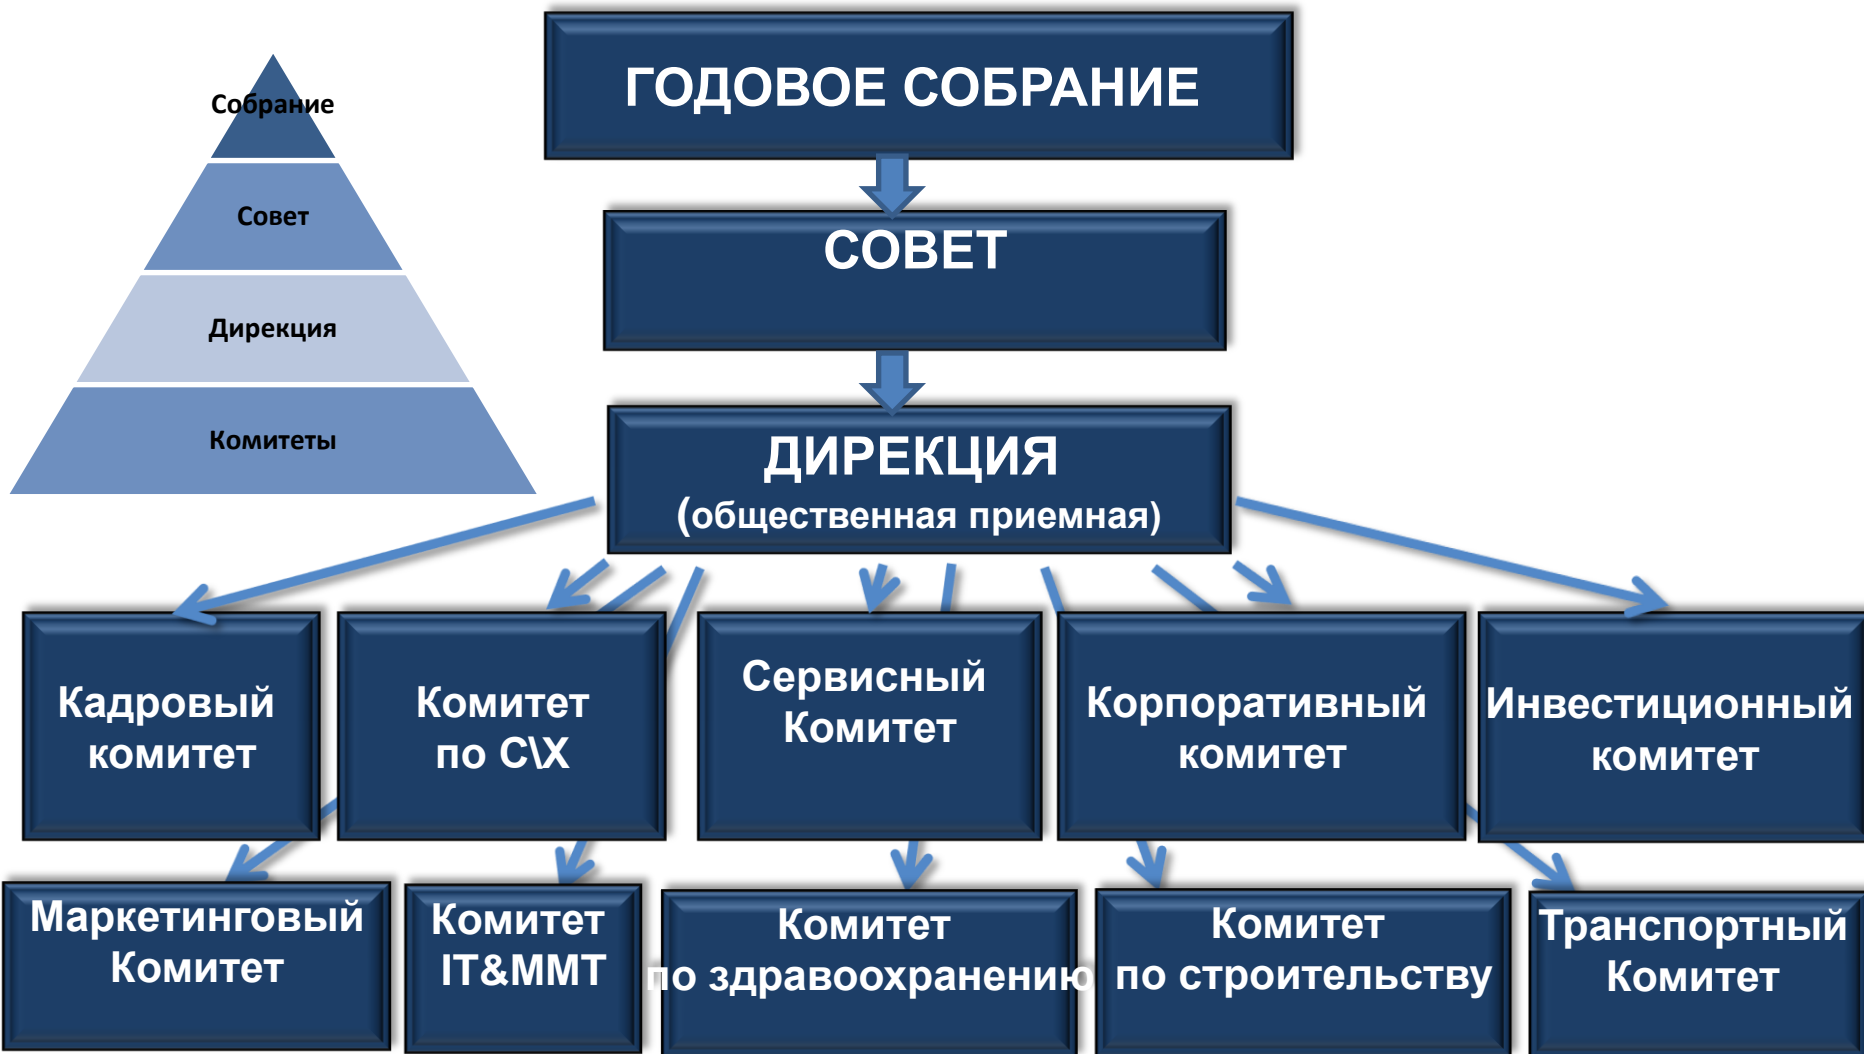 Собрание
Совет
Дирекция
Комитеты
ГОДОВОЕ СОБРАНИЕ
СОВЕТ
ДИРЕКЦИЯ
(общественная приемная)
Кадровый
комитет
Комитет
по С\Х
Сервисный
Комитет
Корпоративный
комитет
Инвестиционный
комитет
Маркетинговый
Комитет
Комитет
IT&ММТ
Комитет
по здравоохранению
Комитет
по строительству
Транспортный
Комитет